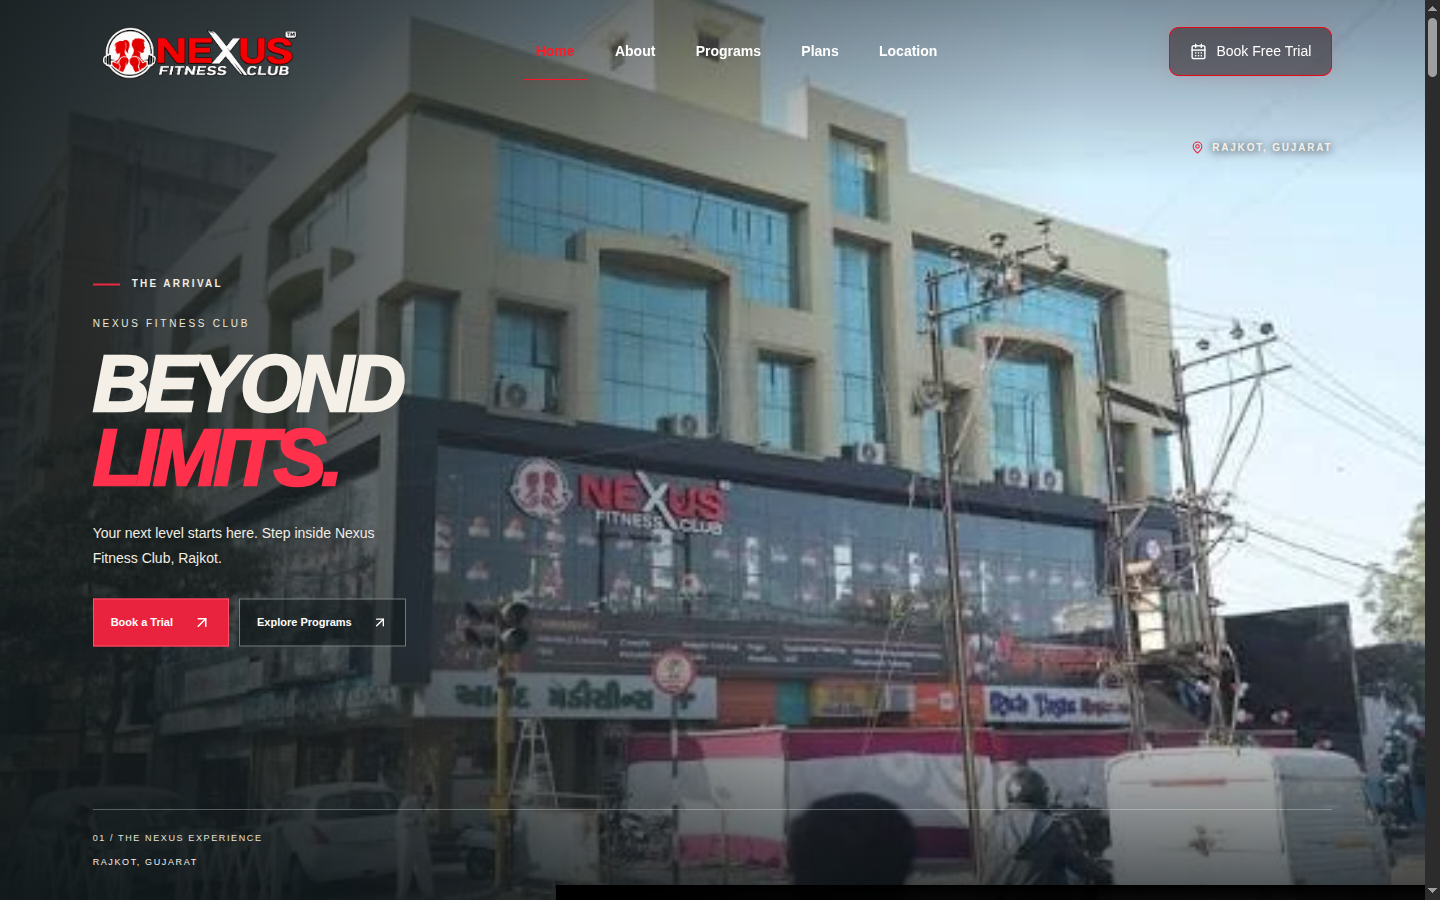 NEXUS
FITNESS CLUB
TM
Home
About
Programs
Plans
Location
Book Free Trial
RAJKOT, GUJARAT
THE ARRIVAL
NEXUS FITNESS CLUB
BEYOND
LIMITS.
Your next level starts here. Step inside Nexus
Fitness Club, Rajkot.
Book a Trial
Explore Programs
NEXUS
FITNESS CLUB
01 / THE NEXUS EXPERIENCE
RAJKOT, GUJARAT